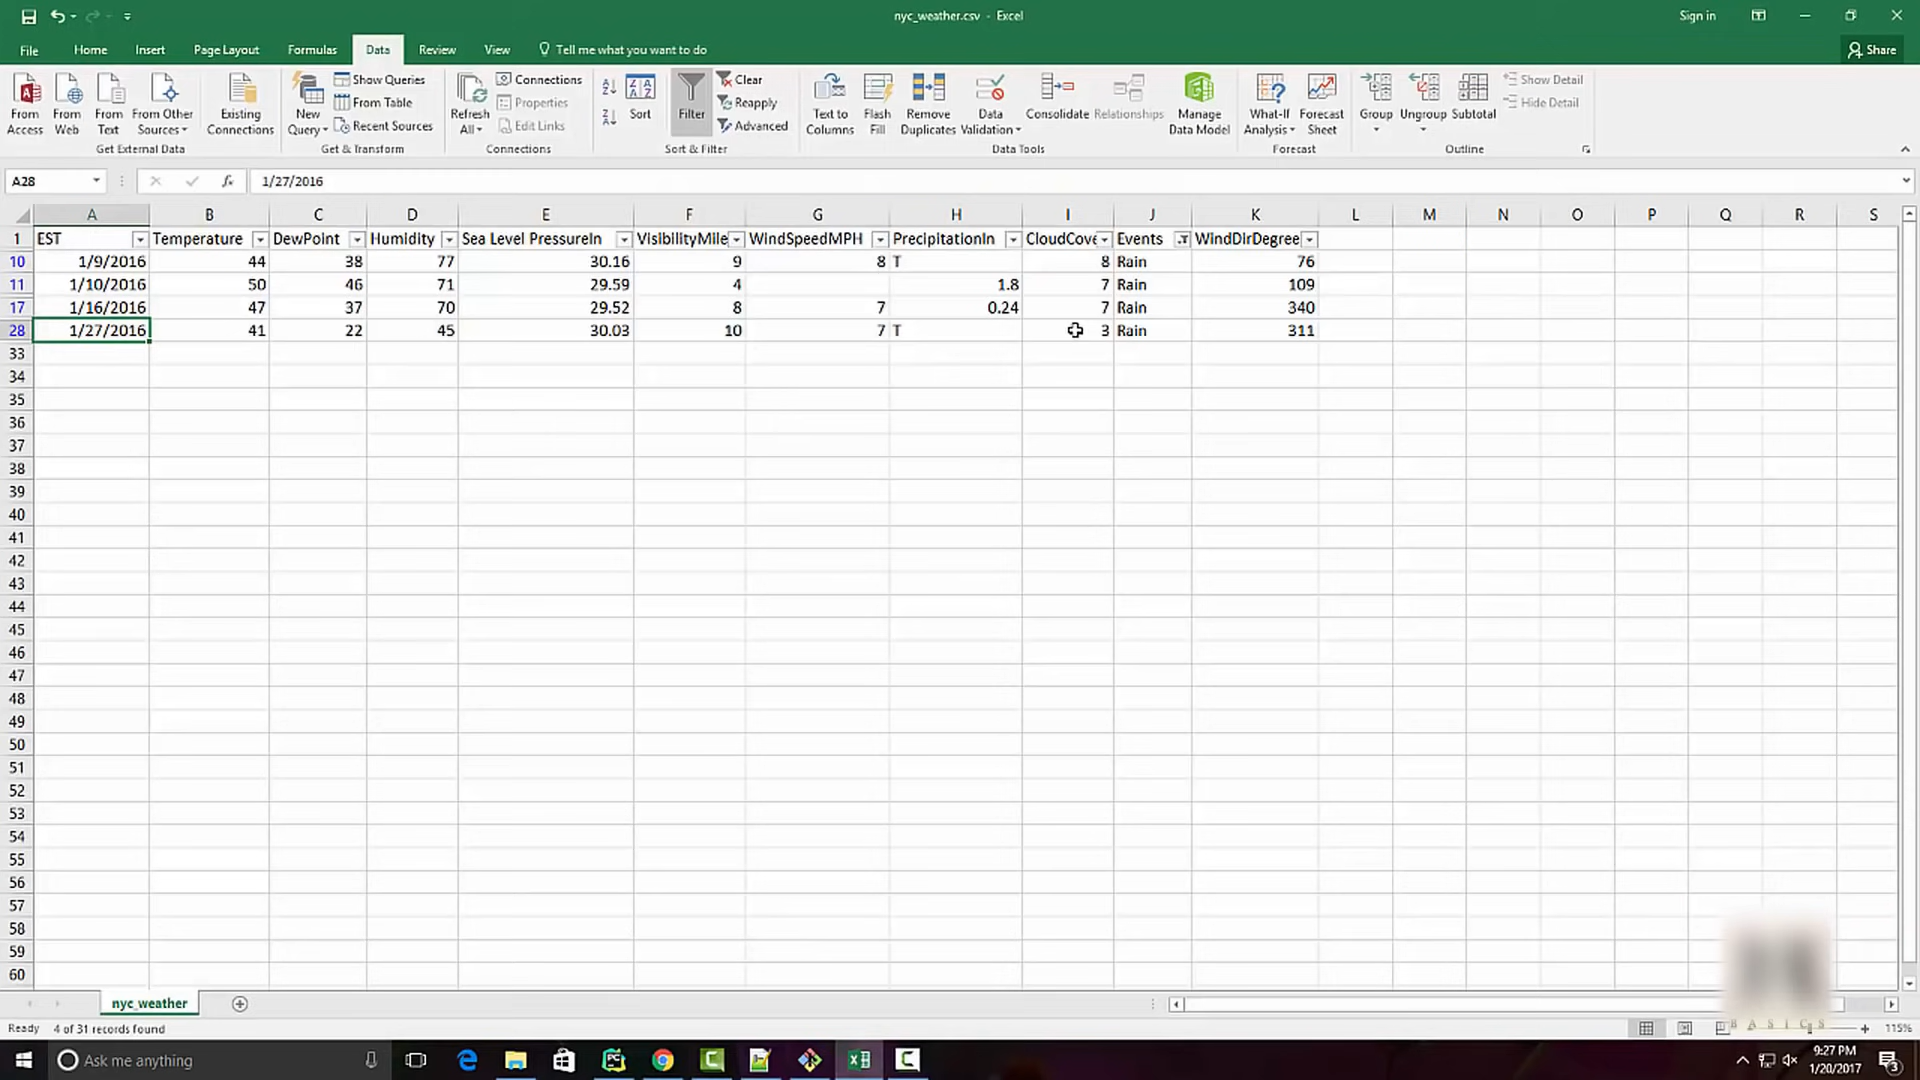 nyc_weather.csv - Excel
Sign in
File Home Insert Page Layout Formulas Data Review View Tell me what you want to do Share
From Access
From Web
From Text
From Other Sources
Existing Connections
Get External Data
New Query
Show Queries
From Table
Recent Sources
Get & Transform
Refresh All
Connections
Properties
Edit Links
Connections
Sort
Filter
Clear
Reapply
Advanced
Sort & Filter
Text to Columns
Flash Fill
Remove Duplicates
Data Validation
Consolidate
Relationships
Manage Data Model
Data Tools
What-If Analysis
Forecast Sheet
Forecast
Group
Ungroup
Subtotal
Show Detail
Hide Detail
Outline
A28 fx 1/27/2016
A B C D E F G H I J K L M N O P Q R S
1 EST Temperature DewPoint Humidity Sea Level PressureIn VisibilityMile WindSpeedMPH PrecipitationIn CloudCove Events WindDirDegree
10 1/9/2016 44 38 77 30.16 9 8 T 8 Rain 76
11 1/10/2016 50 46 71 29.59 4 1.8 7 Rain 109
17 1/16/2016 47 37 70 29.52 8 7 0.24 7 Rain 340
28 1/27/2016 41 22 45 30.03 10 7 T 3 Rain 311
33
34
35
36
37
38
39
40
41
42
43
44
45
46
47
48
49
50
51
52
53
54
55
56
57
58
59
60
nyc_weather
Ready 4 of 31 records found
BASICS
115%
Ask me anything
9:27 PM
1/20/2017
3